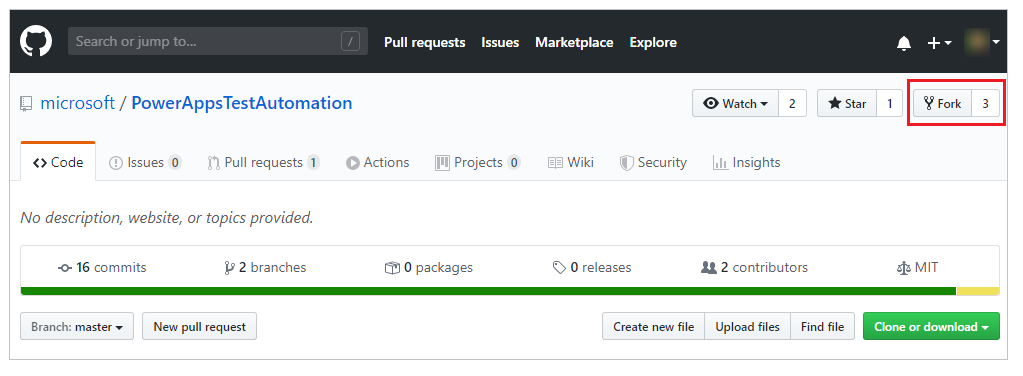 Search or jump to... / Pull requests Issues Marketplace Explore
microsoft / PowerAppsTestAutomation Watch 2 Star 1 Fork 3
Code Issues 0 Pull requests 1 Actions Projects 0 Wiki Security Insights
No description, website, or topics provided.
16 commits 2 branches 0 packages 0 releases 2 contributors MIT
Branch: master New pull request Create new file Upload files Find file Clone or download